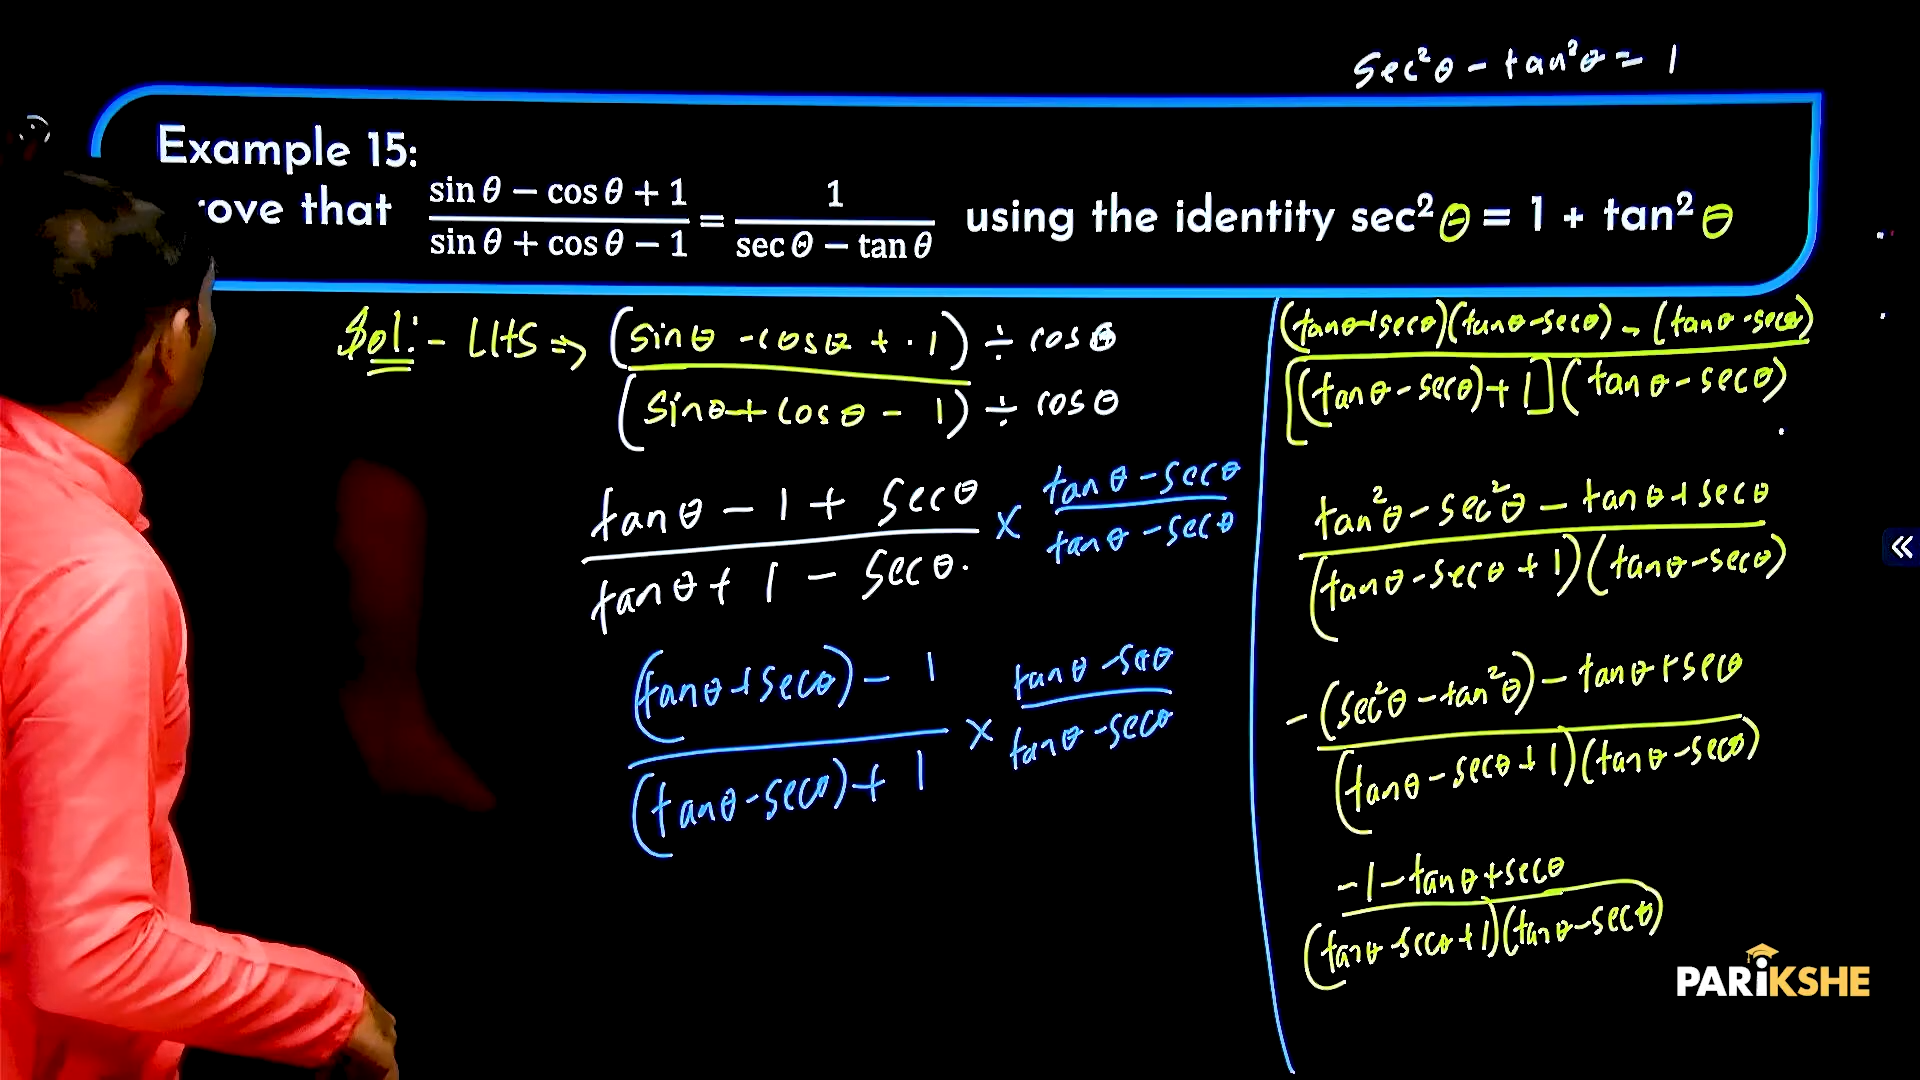 sec²θ - tan²θ = 1
Example 15:
rove that (sin θ − cos θ + 1)/(sin θ + cos θ − 1) = 1/(sec Θ − tan θ) using the identity sec² θ = 1 + tan² θ
Sol:- LHS ⇒ (sinθ - cosθ + 1) ÷ cosθ
(sinθ + cosθ - 1) ÷ cosθ
tanθ - 1 + secθ × tanθ - secθ
tanθ + 1 - secθ. tanθ - secθ
(tanθ + secθ) - 1 × tanθ - secθ
(tanθ - secθ) + 1 tanθ - secθ
(tanθ+secθ)(tanθ-secθ) - (tanθ-secθ)
[(tanθ - secθ) + 1](tanθ - secθ)
tan²θ - sec²θ - tanθ + secθ
(tanθ - secθ + 1)(tanθ - secθ)
-(sec²θ - tan²θ) - tanθ + secθ
(tanθ - secθ + 1)(tanθ - secθ)
-1 - tanθ + secθ
(tanθ - secθ + 1)(tanθ - secθ)
PARiKSHE